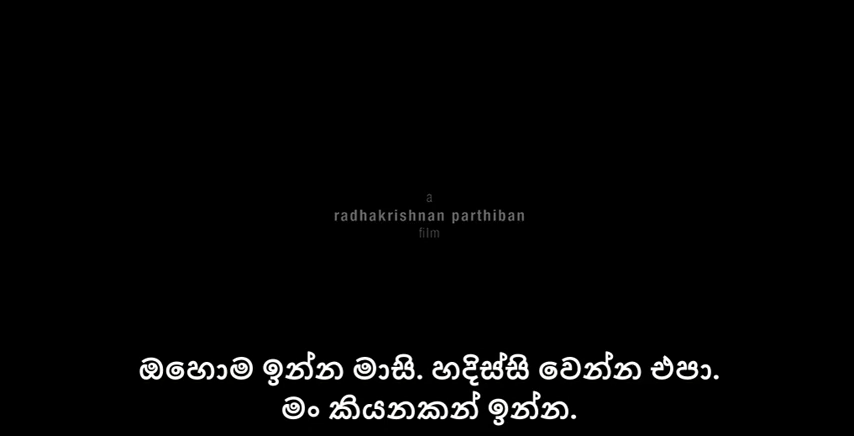 a
radhakrishnan parthiban
film
ඔහොම ඉන්න මාසි. හදිස්සි වෙන්න එපා.
මං කියනකන් ඉන්න.